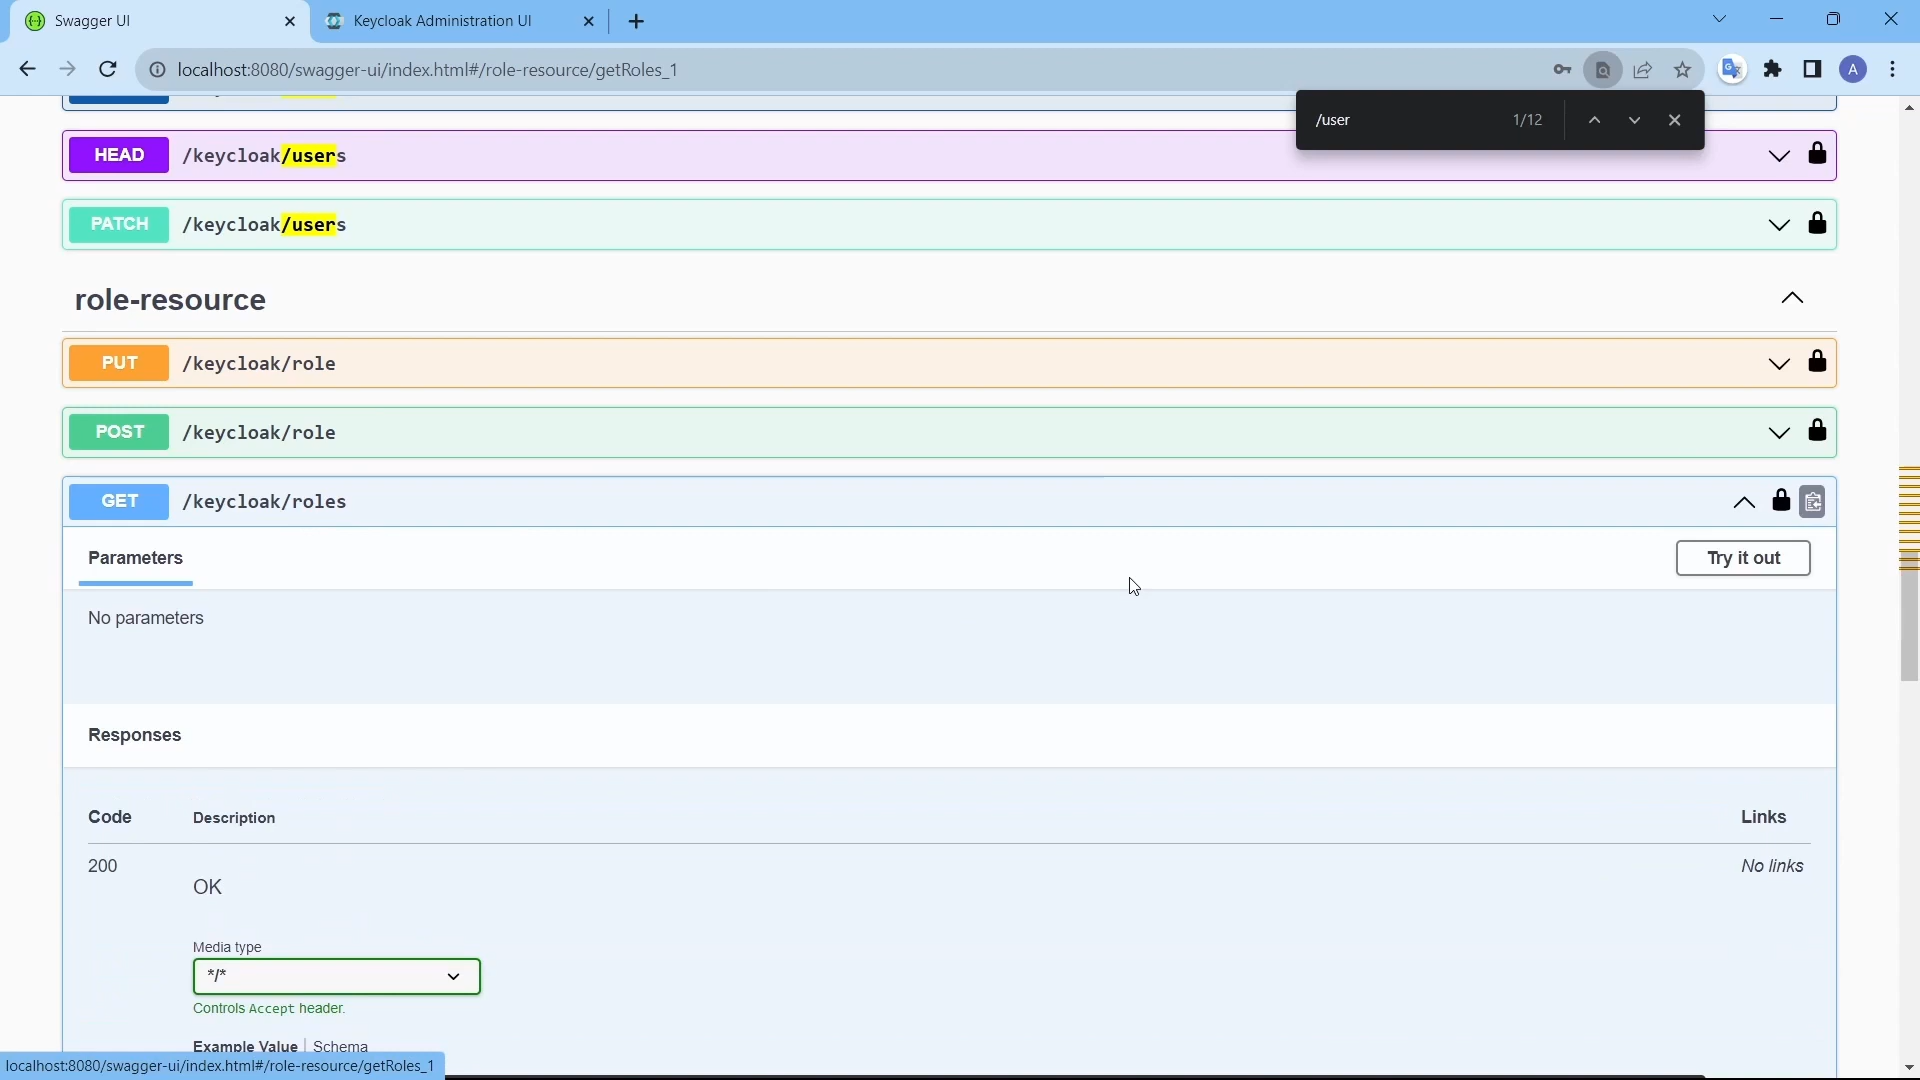 Swagger UI
Keycloak Administration UI
localhost:8080/swagger-ui/index.html#/role-resource/getRoles_1
A
/user 1/12
HEAD /keycloak/users
PATCH /keycloak/users
role-resource
PUT /keycloak/role
POST /keycloak/role
GET /keycloak/roles
Parameters
Try it out
No parameters
Responses
Code Description Links
200 No links
OK
Media type
*/*
Controls Accept header.
Example Value Schema
localhost:8080/swagger-ui/index.html#/role-resource/getRoles_1